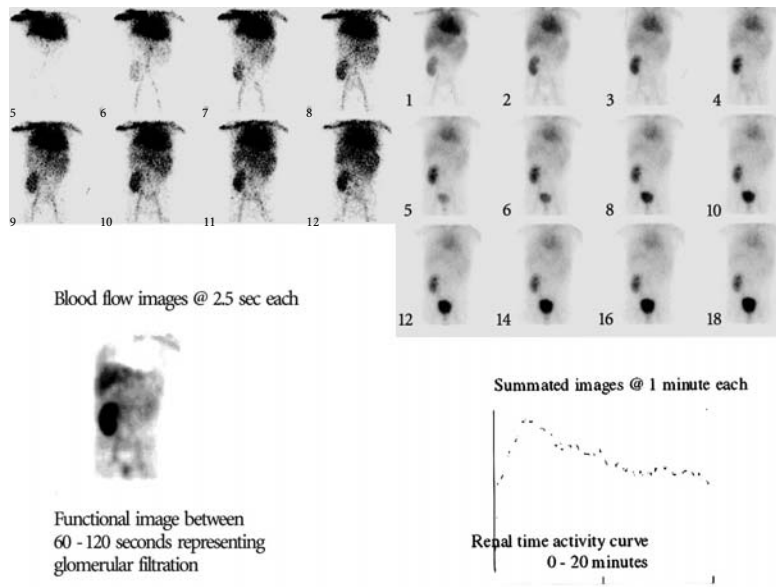 5 6 7 8
9 10 11 12
1 2 3 4
5 6 8 10
12 14 16 18
Blood flow images @ 2.5 sec each
Functional image between
60 - 120 seconds representing
glomerular filtration
Summated images @ 1 minute each
Renal time activity curve
0 - 20 minutes